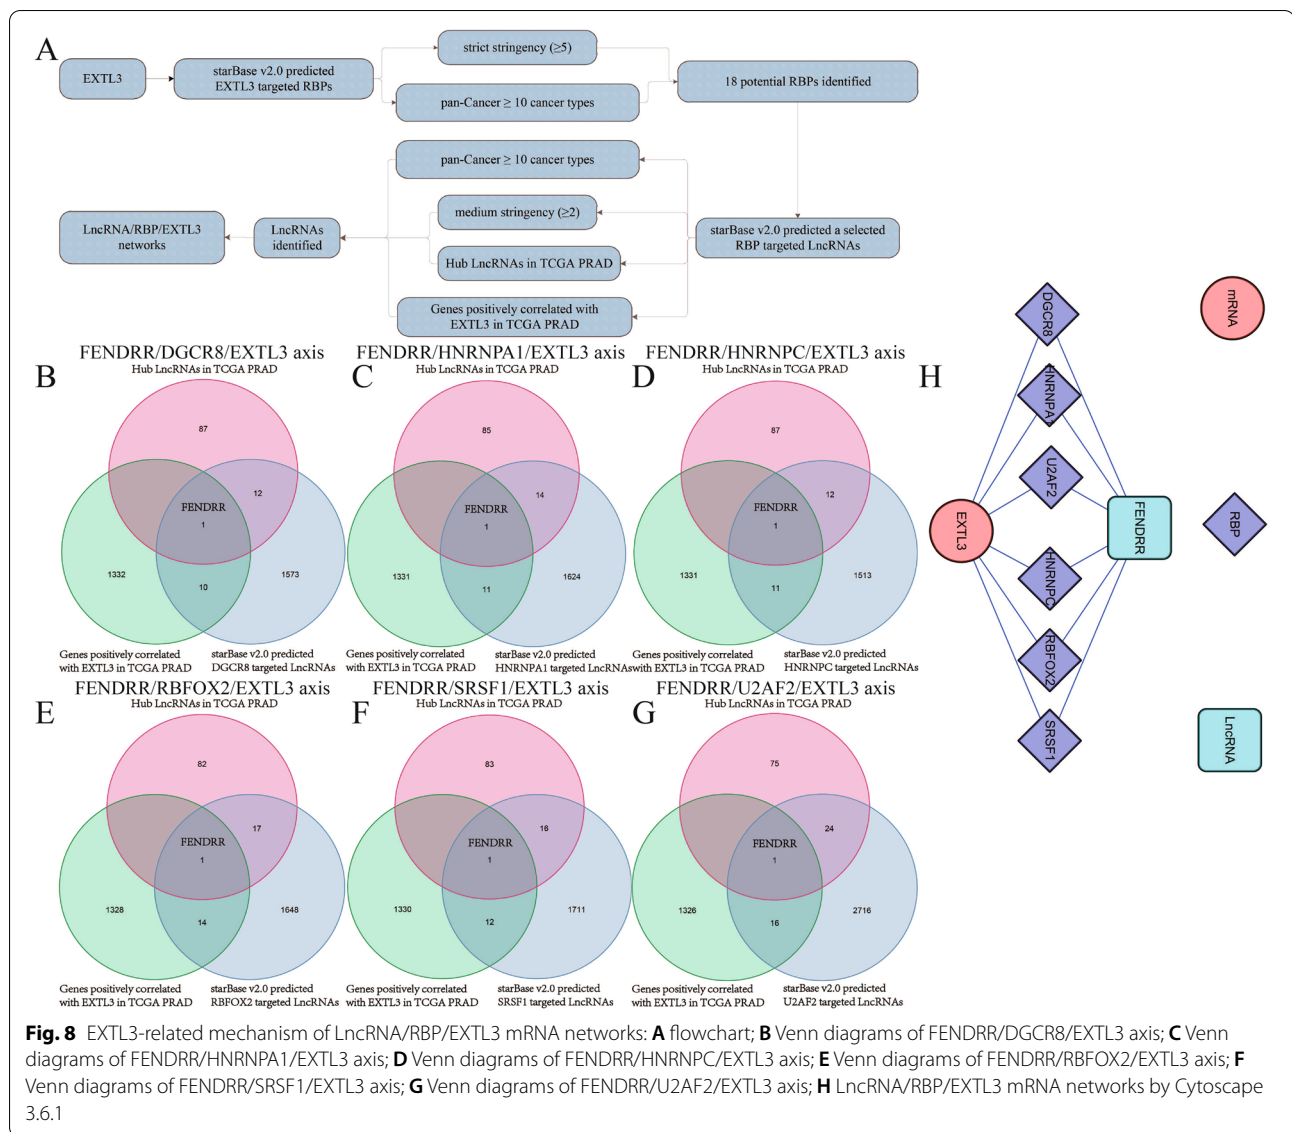 A
EXTL3
starBase v2.0 predicted
EXTL3 targeted RBPs
strict stringency (≥5)
pan-Cancer ≥ 10 cancer types
18 potential RBPs identified
pan-Cancer ≥ 10 cancer types
medium stringency (≥2)
Hub LncRNAs in TCGA PRAD
Genes positively correlated with
EXTL3 in TCGA PRAD
starBase v2.0 predicted a selected
RBP targeted LncRNAs
LncRNAs
identified
LncRNA/RBP/EXTL3
networks
B
FENDRR/DGCR8/EXTL3 axis
Hub LncRNAs in TCGA PRAD
87
12
FENDRR
1
1332
10
1573
Genes positively correlated
with EXTL3 in TCGA PRAD
starBase v2.0 predicted
DGCR8 targeted LncRNAs
C
FENDRR/HNRNPA1/EXTL3 axis
Hub LncRNAs in TCGA PRAD
85
14
FENDRR
1
1331
11
1624
Genes positively correlated
with EXTL3 in TCGA PRAD
starBase v2.0 predicted
HNRNPA1 targeted LncRNAs
D
FENDRR/HNRNPC/EXTL3 axis
Hub LncRNAs in TCGA PRAD
87
12
FENDRR
1
1331
11
1513
Genes positively correlated
with EXTL3 in TCGA PRAD
starBase v2.0 predicted
HNRNPC targeted LncRNAs
E
FENDRR/RBFOX2/EXTL3 axis
Hub LncRNAs in TCGA PRAD
82
17
FENDRR
1
1328
14
1648
Genes positively correlated
with EXTL3 in TCGA PRAD
starBase v2.0 predicted
RBFOX2 targeted LncRNAs
F
FENDRR/SRSF1/EXTL3 axis
Hub LncRNAs in TCGA PRAD
83
16
FENDRR
1
1330
12
1711
Genes positively correlated
with EXTL3 in TCGA PRAD
starBase v2.0 predicted
SRSF1 targeted LncRNAs
G
FENDRR/U2AF2/EXTL3 axis
Hub LncRNAs in TCGA PRAD
75
24
FENDRR
1
1326
16
2716
Genes positively correlated
with EXTL3 in TCGA PRAD
starBase v2.0 predicted
U2AF2 targeted LncRNAs
H
DGCR8
HNRNPA1
U2AF2
EXTL3
FENDRR
HNRNPC
RBFOX2
SRSF1
mRNA
RBP
LncRNA
Fig. 8 EXTL3-related mechanism of LncRNA/RBP/EXTL3 mRNA networks: A flowchart; B Venn diagrams of FENDRR/DGCR8/EXTL3 axis; C Venn
diagrams of FENDRR/HNRNPA1/EXTL3 axis; D Venn diagrams of FENDRR/HNRNPC/EXTL3 axis; E Venn diagrams of FENDRR/RBFOX2/EXTL3 axis; F
Venn diagrams of FENDRR/SRSF1/EXTL3 axis; G Venn diagrams of FENDRR/U2AF2/EXTL3 axis; H LncRNA/RBP/EXTL3 mRNA networks by Cytoscape
3.6.1